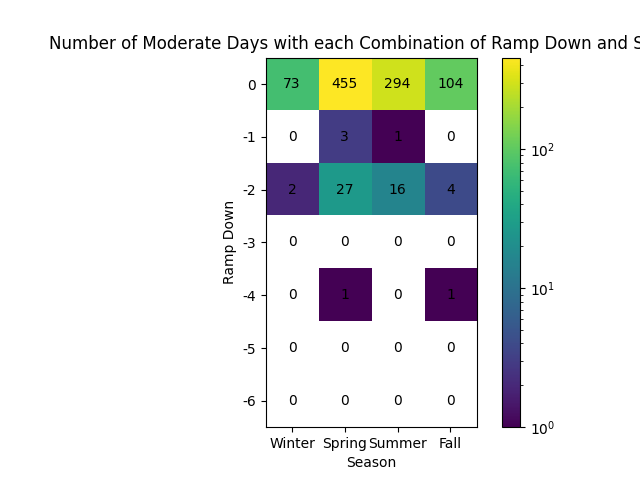 Number of Moderate Days with each Combination of Ramp Down and S
0 73 455 294 104
-1 0 3 1 0
-2 2 27 16 4
-3 0 0 0 0
-4 0 1 0 1
-5 0 0 0 0
-6 0 0 0 0
Winter Spring Summer Fall
Season
Ramp Down
10²
10¹
10⁰